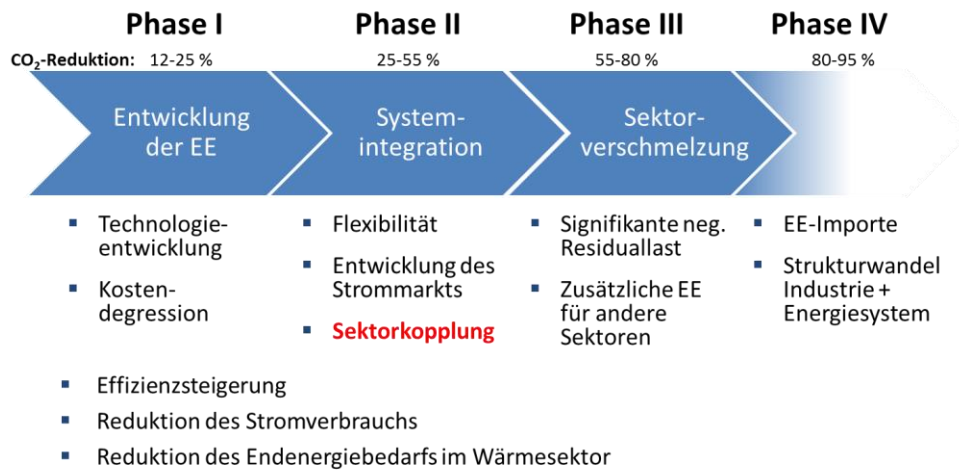 Phase I
Phase II
Phase III
Phase IV
CO₂-Reduktion: 12-25 %
25-55 %
55-80 %
80-95 %
Entwicklung
der EE
System-
integration
Sektor-
verschmelzung
▪ Technologie-
entwicklung
▪ Kosten-
degression
▪ Flexibilität
▪ Entwicklung des
Strommarkts
▪ Sektorkopplung
▪ Signifikante neg.
Residuallast
▪ Zusätzliche EE
für andere
Sektoren
▪ EE-Importe
▪ Strukturwandel
Industrie +
Energiesystem
▪ Effizienzsteigerung
▪ Reduktion des Stromverbrauchs
▪ Reduktion des Endenergiebedarfs im Wärmesektor